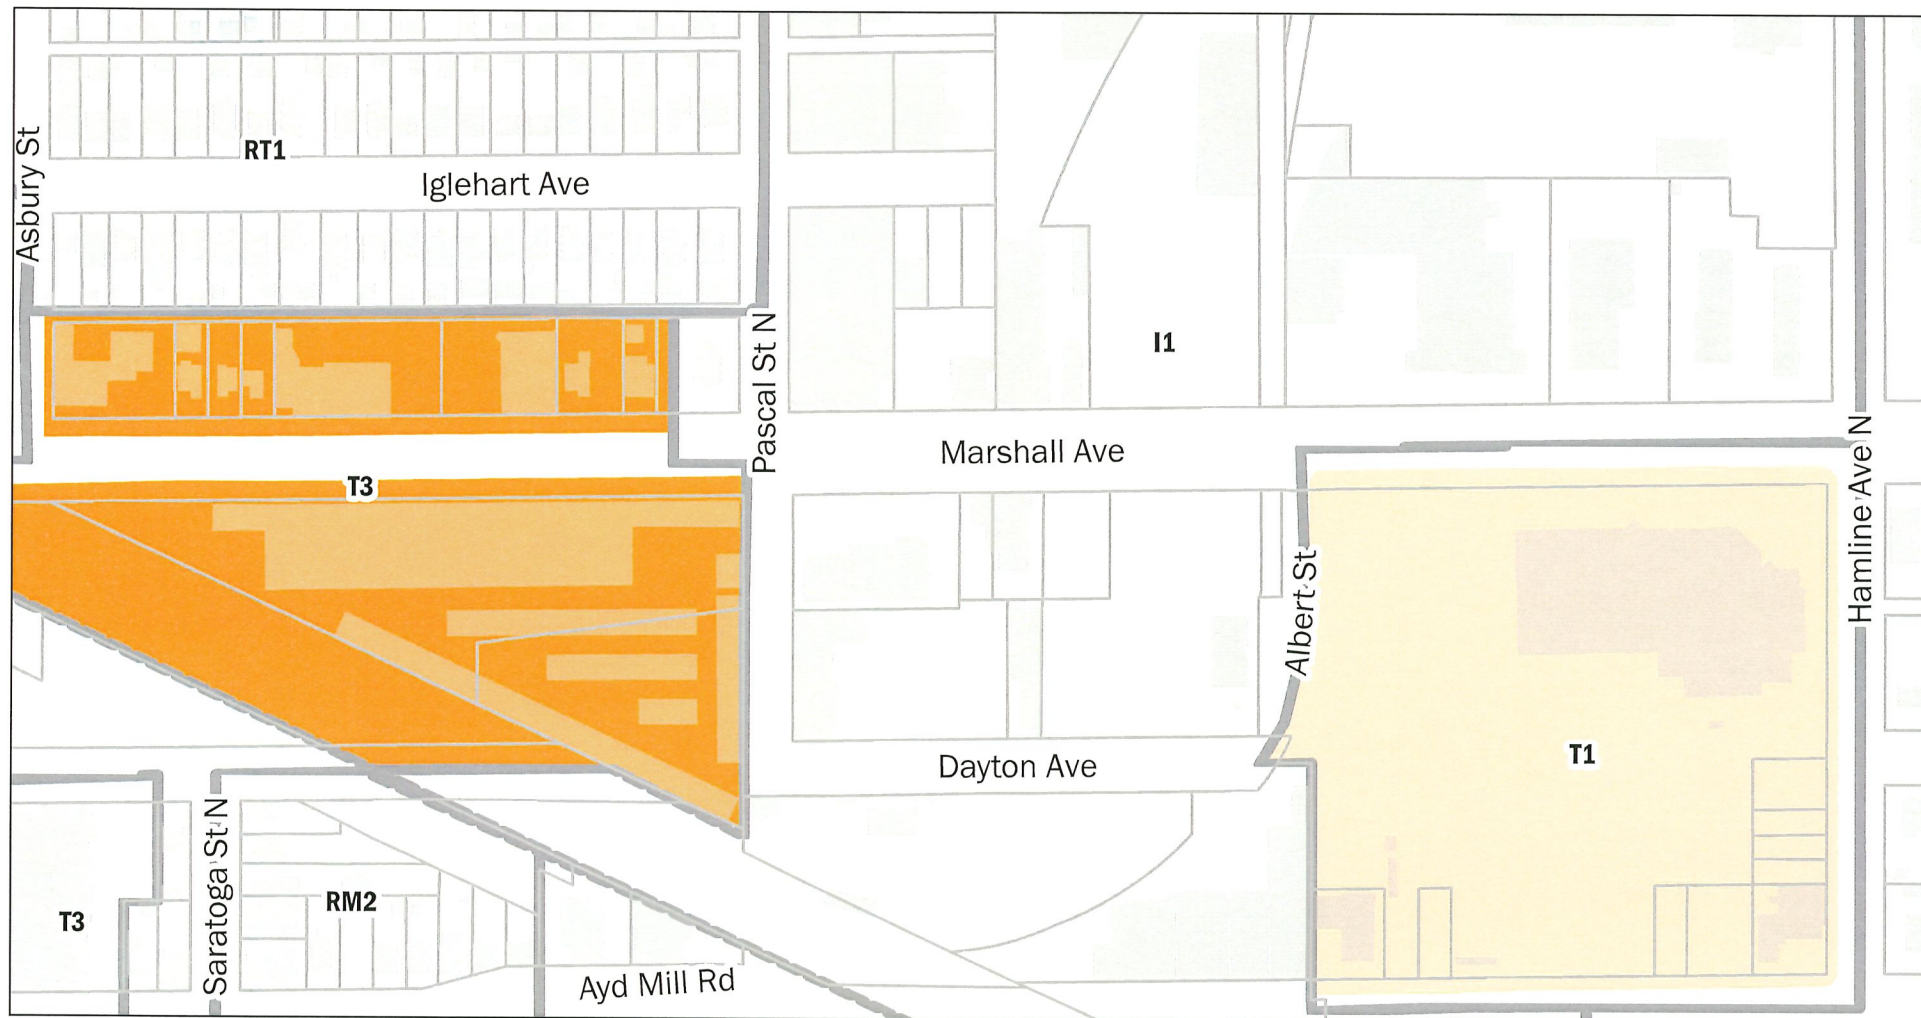 RT1
Iglehart Ave
Asbury St
I1
Pascal St N
Marshall Ave
T3
Hamline Ave N
Albert St
T1
Dayton Ave
Saratoga St N
RM2
T3
Ayd Mill Rd